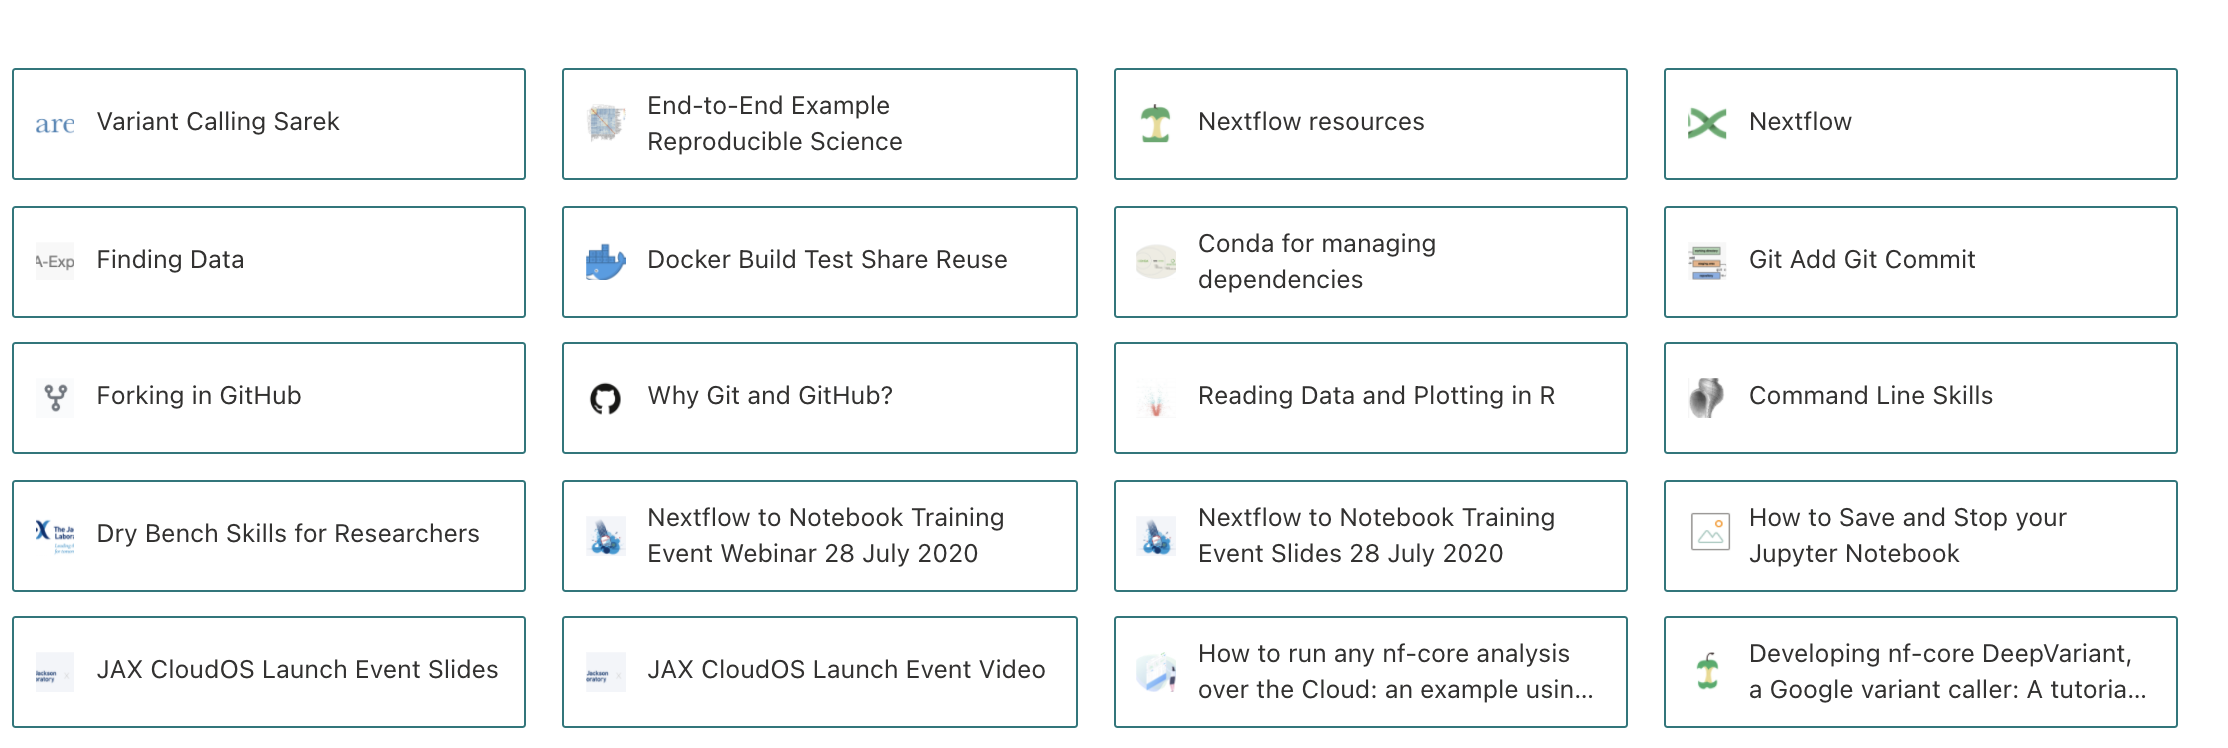 are
Variant Calling Sarek
End-to-End Example
Reproducible Science
Nextflow resources
Nextflow
A-Exp
Finding Data
Docker Build Test Share Reuse
Conda for managing
dependencies
Git Add Git Commit
Forking in GitHub
Why Git and GitHub?
Reading Data and Plotting in R
Command Line Skills
The Ja
Labor
Dry Bench Skills for Researchers
Nextflow to Notebook Training
Event Webinar 28 July 2020
Nextflow to Notebook Training
Event Slides 28 July 2020
How to Save and Stop your
Jupyter Notebook
JAX CloudOS Launch Event Slides
JAX CloudOS Launch Event Video
How to run any nf-core analysis
over the Cloud: an example usin...
Developing nf-core DeepVariant,
a Google variant caller: A tutoria...